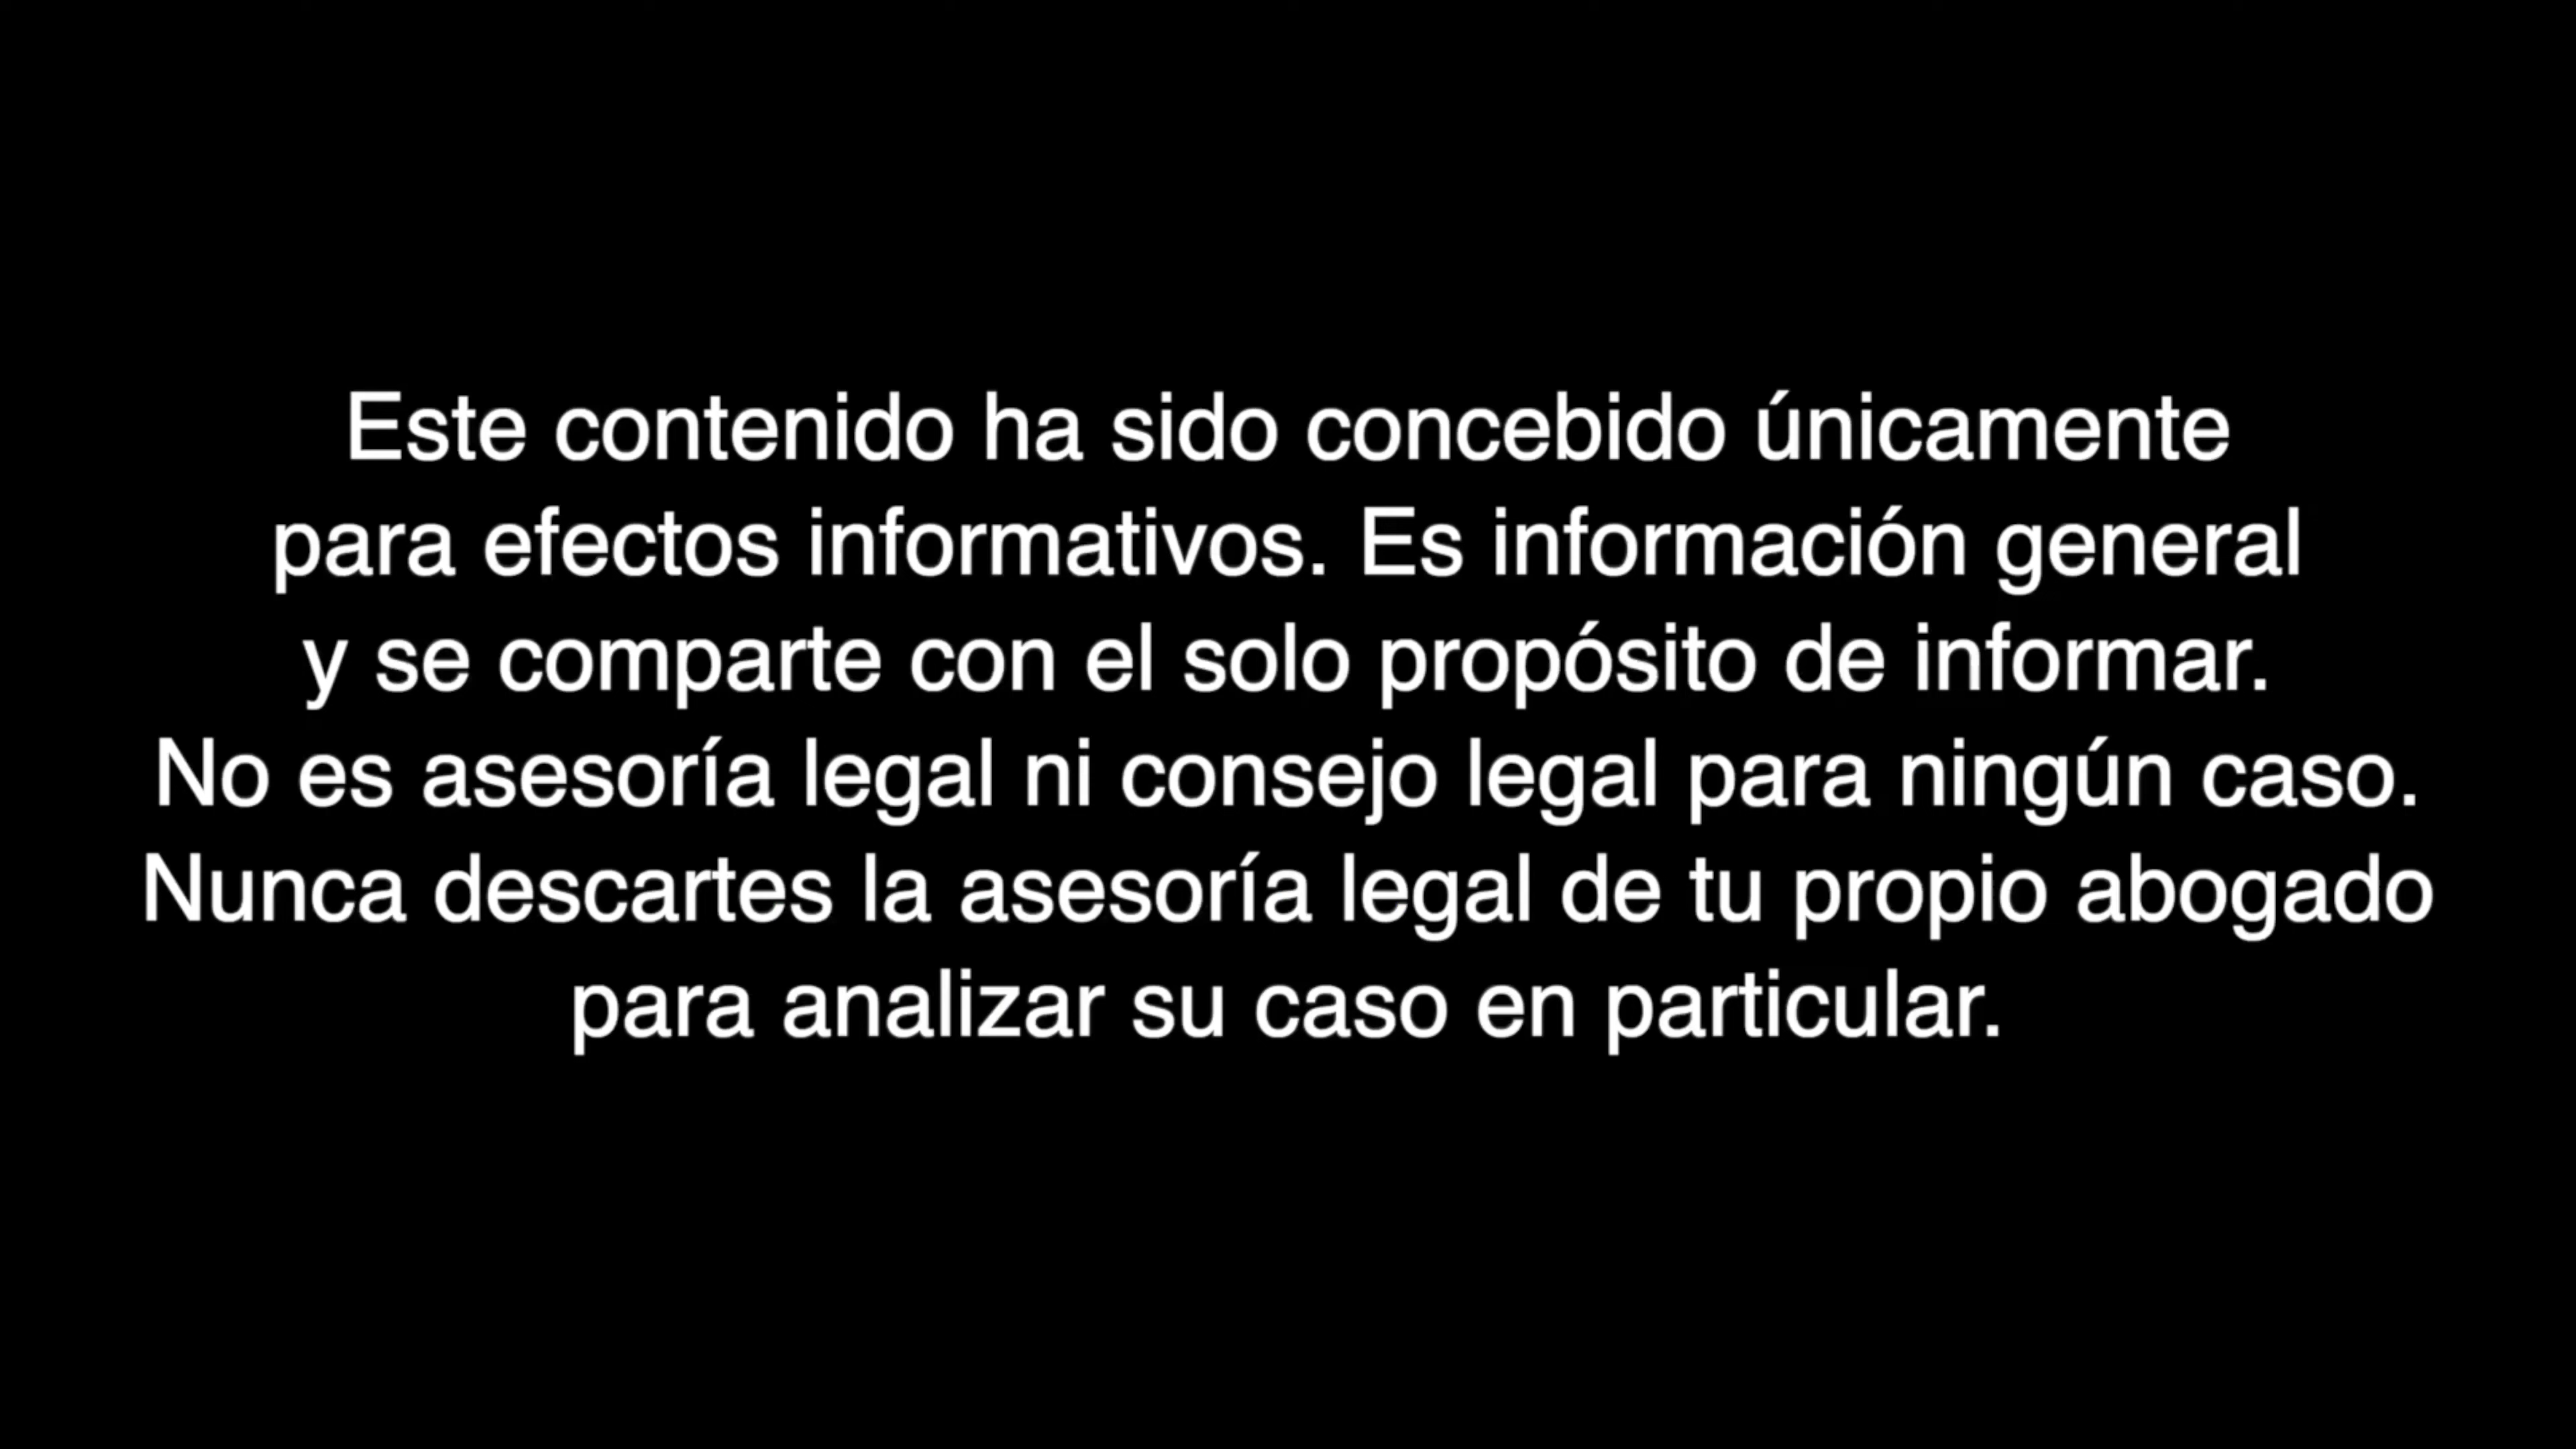 Este contenido ha sido concebido únicamente
para efectos informativos. Es información general
y se comparte con el solo propósito de informar.
No es asesoría legal ni consejo legal para ningún caso.
Nunca descartes la asesoría legal de tu propio abogado
para analizar su caso en particular.